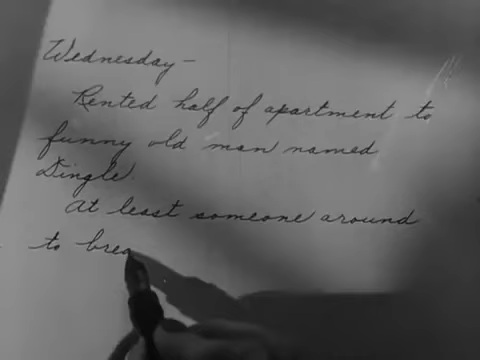 Wednesday-
Rented half of apartment to
funny old man named
Dingle.
At least someone around
to brea